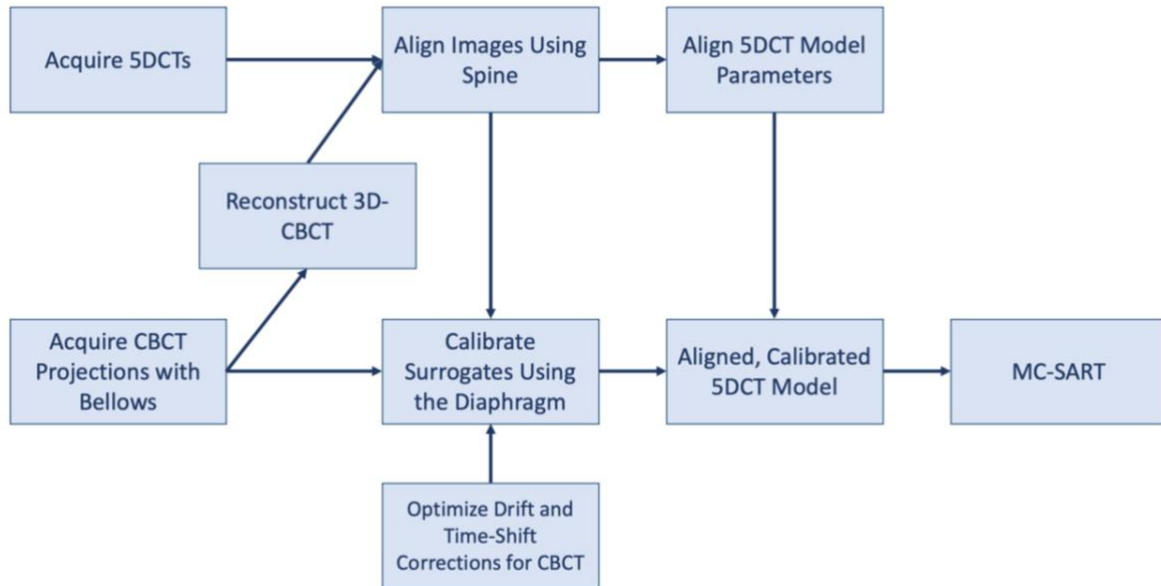 Acquire 5DCTs
Align Images Using
Spine
Align 5DCT Model
Parameters
Reconstruct 3D-
CBCT
Acquire CBCT
Projections with
Bellows
Calibrate
Surrogates Using
the Diaphragm
Aligned, Calibrated
5DCT Model
MC-SART
Optimize Drift and
Time-Shift
Corrections for CBCT